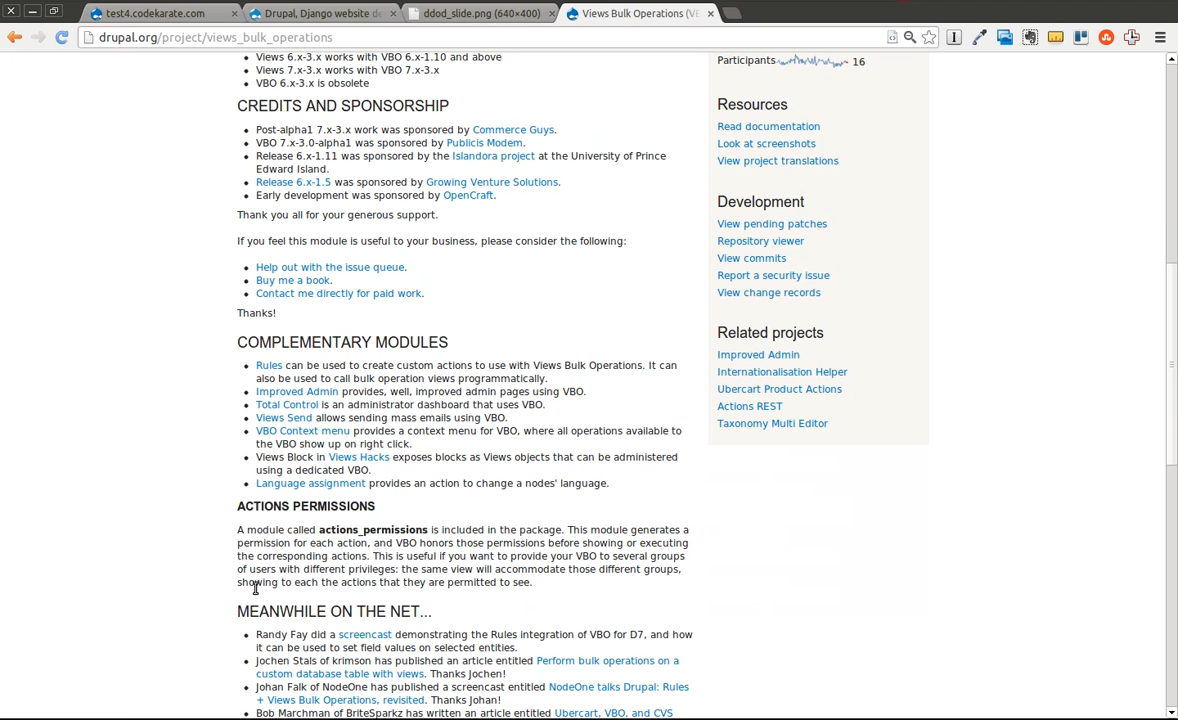 test4.codekarate.com
Drupal, Django website de
ddod_slide.png (640×400)
Views Bulk Operations (VE
drupal.org/project/views_bulk_operations
Views 6.x-3.x works with VBO 6.x-1.10 and above
Views 7.x-3.x works with VBO 7.x-3.x
VBO 6.x-3.x is obsolete
CREDITS AND SPONSORSHIP
Post-alpha1 7.x-3.x work was sponsored by Commerce Guys.
VBO 7.x-3.0-alpha1 was sponsored by Publicis Modem.
Release 6.x-1.11 was sponsored by the Islandora project at the University of Prince
Edward Island.
Release 6.x-1.5 was sponsored by Growing Venture Solutions.
Early development was sponsored by OpenCraft.
Thank you all for your generous support.
If you feel this module is useful to your business, please consider the following:
Help out with the issue queue.
Buy me a book.
Contact me directly for paid work.
Thanks!
COMPLEMENTARY MODULES
Rules can be used to create custom actions to use with Views Bulk Operations. It can
also be used to call bulk operation views programmatically.
Improved Admin provides, well, improved admin pages using VBO.
Total Control is an administrator dashboard that uses VBO.
Views Send allows sending mass emails using VBO.
VBO Context menu provides a context menu for VBO, where all operations available to
the VBO show up on right click.
Views Block in Views Hacks exposes blocks as Views objects that can be administered
using a dedicated VBO.
Language assignment provides an action to change a nodes' language.
ACTIONS PERMISSIONS
A module called actions_permissions is included in the package. This module generates a
permission for each action, and VBO honors those permissions before showing or executing
the corresponding actions. This is useful if you want to provide your VBO to several groups
of users with different privileges: the same view will accommodate those different groups,
showing to each the actions that they are permitted to see.
MEANWHILE ON THE NET...
Randy Fay did a screencast demonstrating the Rules integration of VBO for D7, and how
it can be used to set field values on selected entities.
Jochen Stals of krimson has published an article entitled Perform bulk operations on a
custom database table with views. Thanks Jochen!
Johan Falk of NodeOne has published a screencast entitled NodeOne talks Drupal: Rules
+ Views Bulk Operations, revisited. Thanks Johan!
Bob Marchman of BriteSparkz has written an article entitled Ubercart, VBO, and CVS
Participants 16
Resources
Read documentation
Look at screenshots
View project translations
Development
View pending patches
Repository viewer
View commits
Report a security issue
View change records
Related projects
Improved Admin
Internationalisation Helper
Ubercart Product Actions
Actions REST
Taxonomy Multi Editor